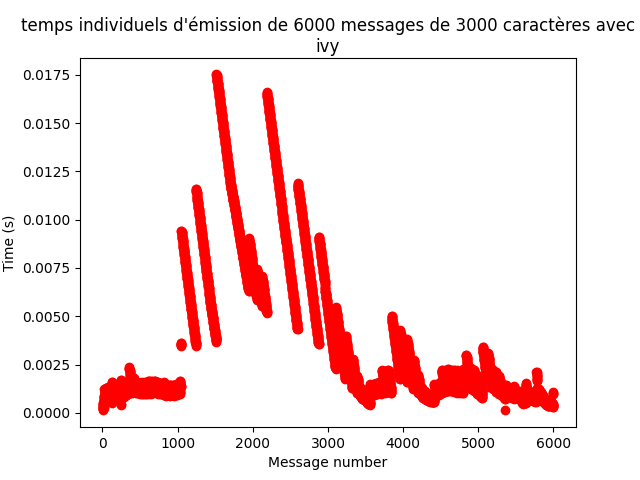 temps individuels d'émission de 6000 messages de 3000 caractères avec
ivy
0.0175
0.0150
0.0125
0.0100
0.0075
0.0050
0.0025
0.0000
Time (s)
0 1000 2000 3000 4000 5000 6000
Message number